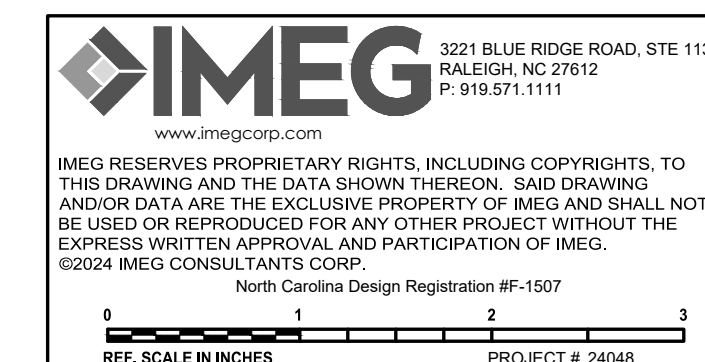 IMEG
3221 BLUE RIDGE ROAD, STE 113
RALEIGH, NC 27612
P: 919.571.1111
www.imegcorp.com
IMEG RESERVES PROPRIETARY RIGHTS, INCLUDING COPYRIGHTS, TO
THIS DRAWING AND THE DATA SHOWN THEREON. SAID DRAWING
AND/OR DATA ARE THE EXCLUSIVE PROPERTY OF IMEG AND SHALL NOT
BE USED OR REPRODUCED FOR ANY OTHER PROJECT WITHOUT THE
EXPRESS WRITTEN APPROVAL AND PARTICIPATION OF IMEG.
©2024 IMEG CONSULTANTS CORP.
North Carolina Design Registration #F-1507
0 1 2 3
REF. SCALE IN INCHES PROJECT # 24048